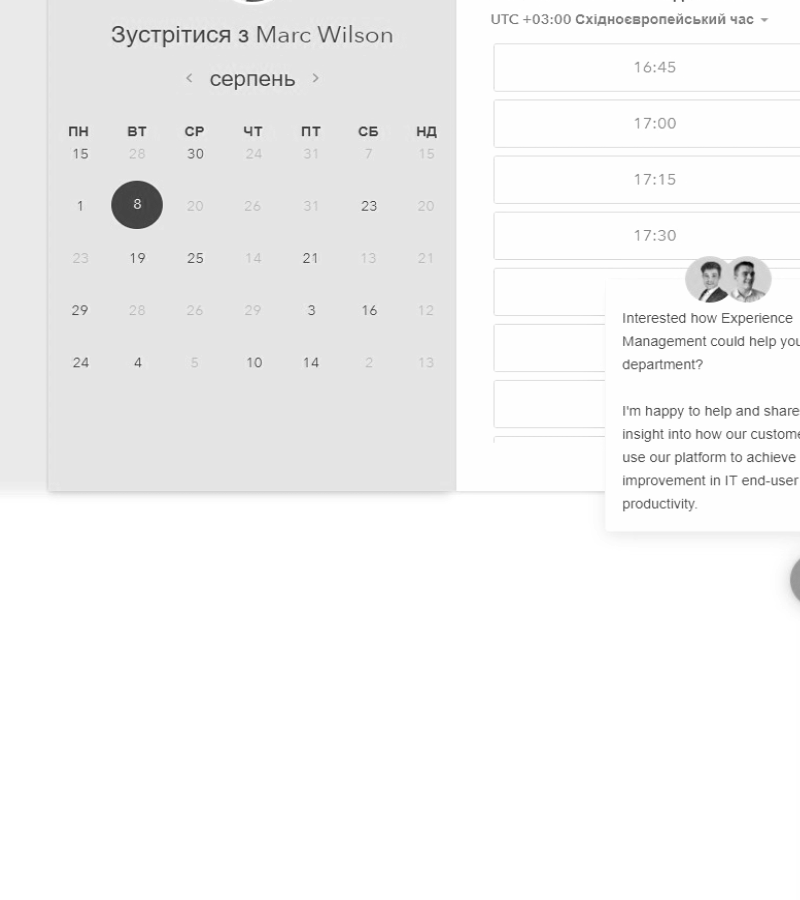 Зустрітися з Marc Wilson
серпень
ПН ВТ СР ЧТ ПТ СБ НД
15 28 30 24 31 7 15
1 8 20 26 31 23 20
23 19 25 14 21 13 21
29 28 26 29 3 16 12
24 4 5 10 14 2 13
UTC +03:00 Східноєвропейський час
16:45
17:00
17:15
17:30
Interested how Experience
Management could help you
department?
I'm happy to help and share
insight into how our custome
use our platform to achieve
improvement in IT end-user
productivity.